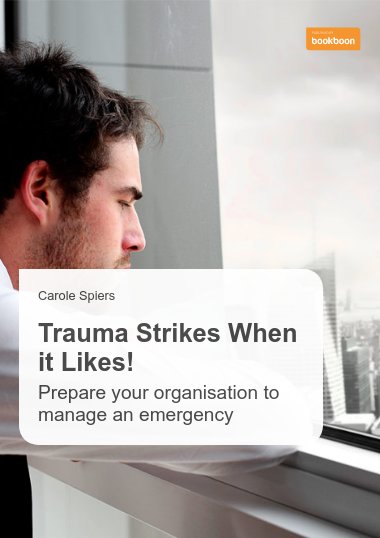 bookboon
Carole Spiers
Trauma Strikes When
it Likes!
Prepare your organisation to
manage an emergency